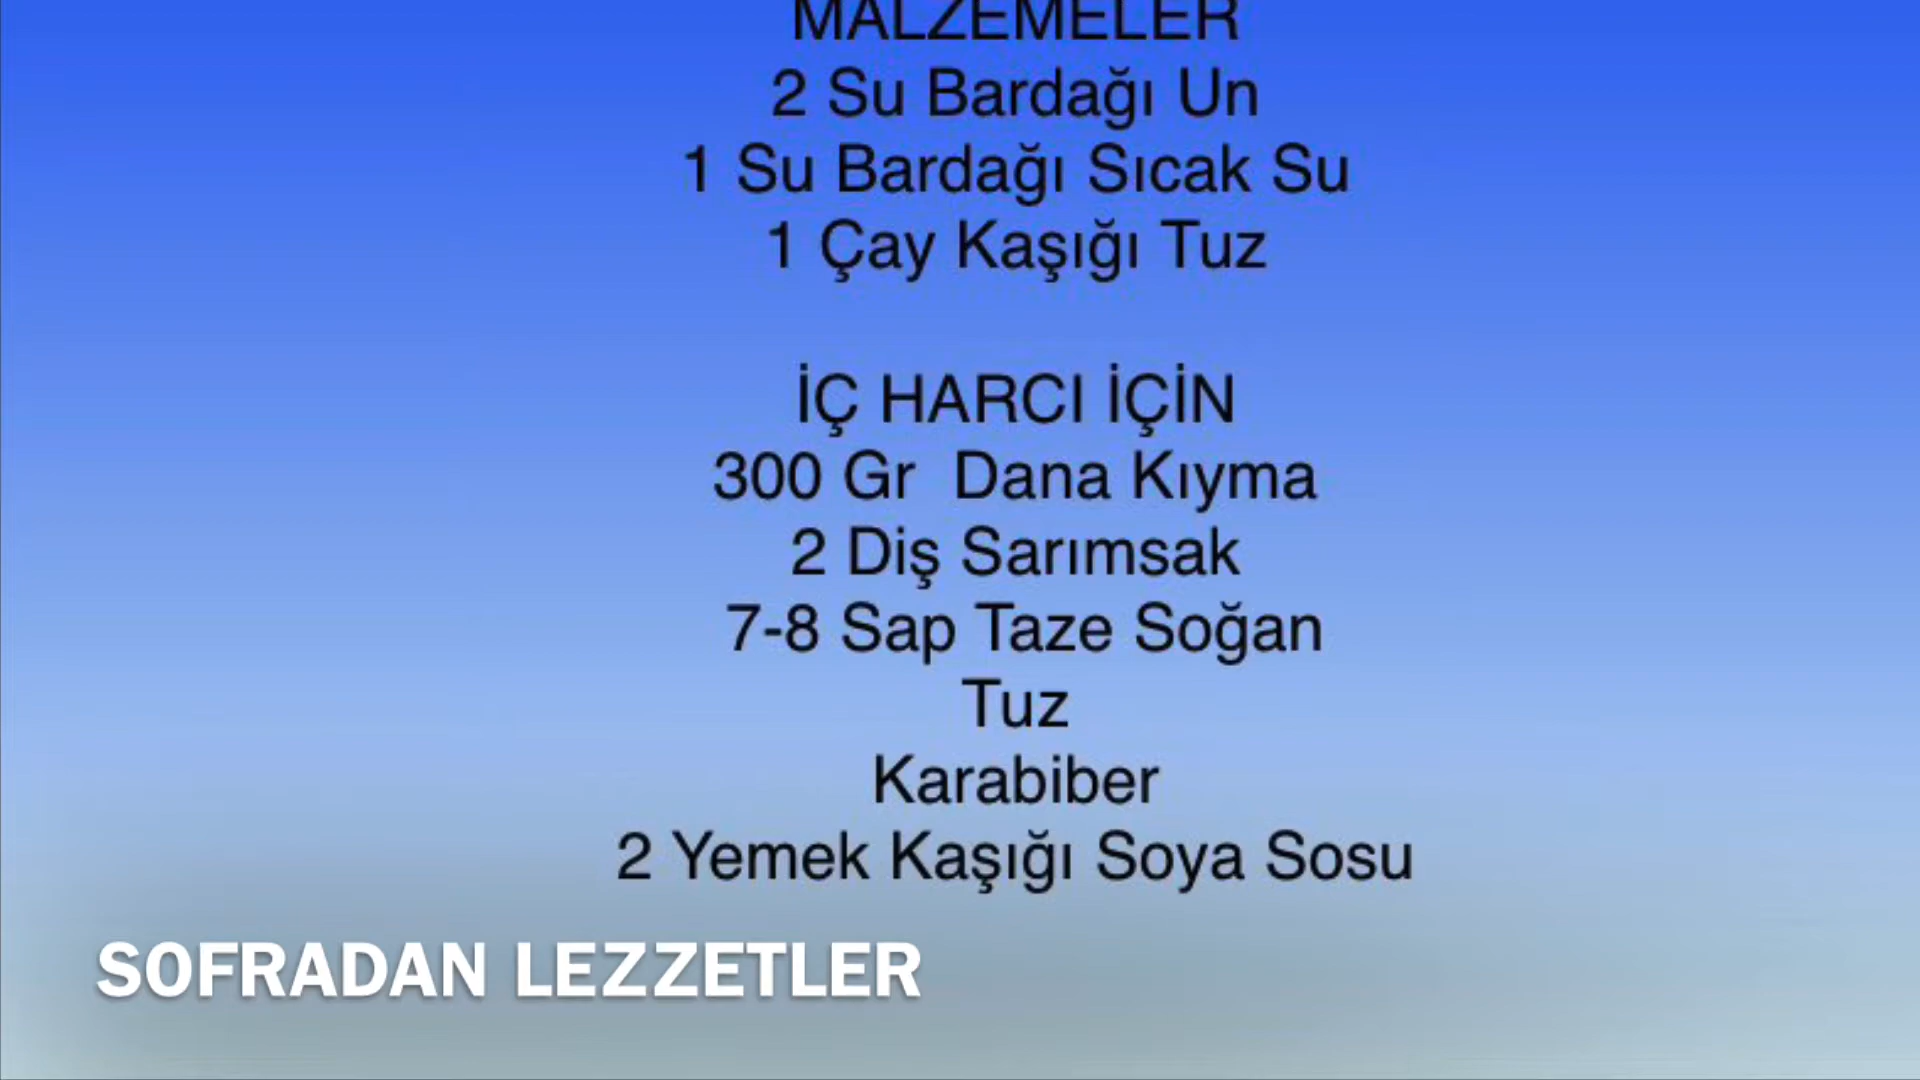 MALZEMELER
2 Su Bardağı Un
1 Su Bardağı Sıcak Su
1 Çay Kaşığı Tuz
İÇ HARCI İÇİN
300 Gr  Dana Kıyma
2 Diş Sarımsak
7-8 Sap Taze Soğan
Tuz
Karabiber
2 Yemek Kaşığı Soya Sosu
SOFRADAN LEZZETLER